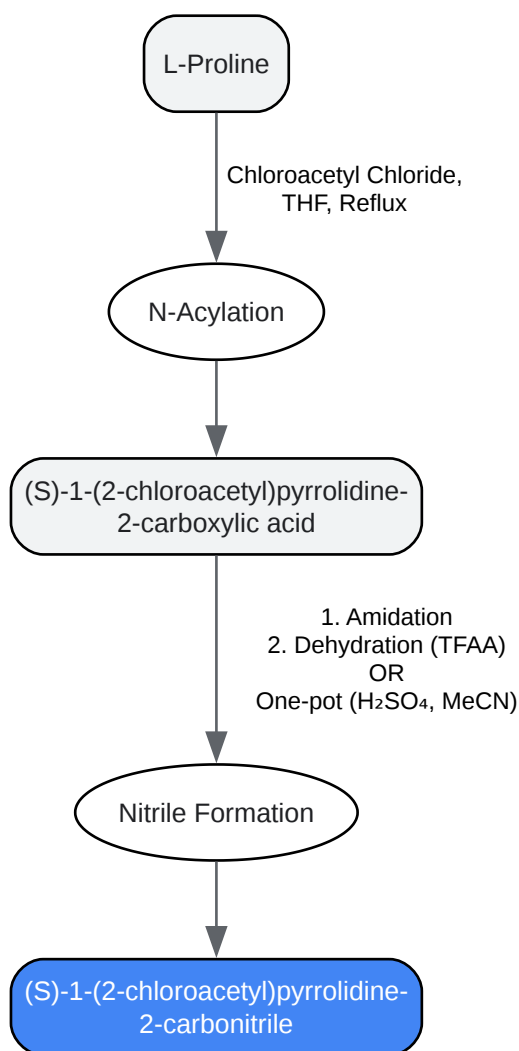 L-Proline
Chloroacetyl Chloride,
THF, Reflux
N-Acylation
(S)-1-(2-chloroacetyl)pyrrolidine-
2-carboxylic acid
1. Amidation
2. Dehydration (TFAA)
OR
One-pot (H₂SO₄, MeCN)
Nitrile Formation
(S)-1-(2-chloroacetyl)pyrrolidine-
2-carbonitrile